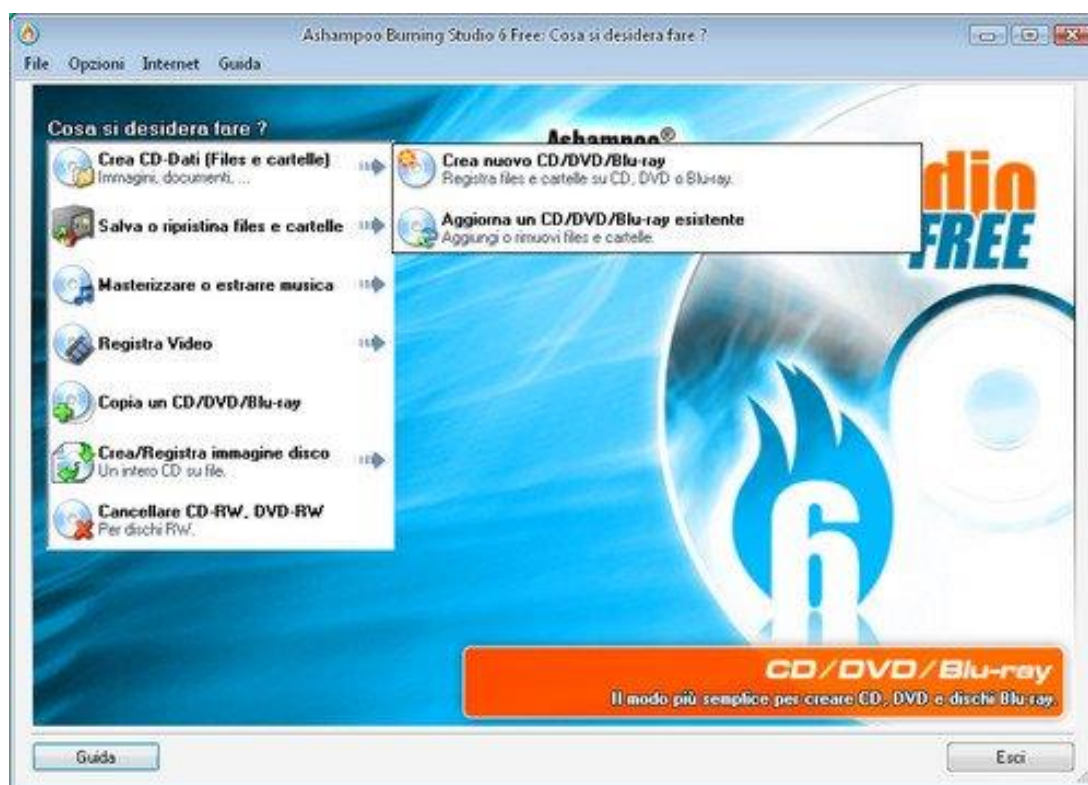 Ashampoo Burning Studio 6 Free: Cosa si desidera fare ?
File Opzioni Internet Guida
Cosa si desidera fare ?
Crea CD-Dati (Files e cartelle)
Immagini, documenti, ...
Salva o ripristina files e cartelle
Masterizzare o estrarre musica
Registra Video
Copia un CD/DVD/Blu-ray
Crea/Registra immagine disco
Un intero CD su file.
Cancellare CD-RW, DVD-RW
Per dischi RW.
Ashampoo®
Crea nuovo CD/DVD/Blu-ray
Registra files e cartelle su CD, DVD o Blu-ray.
Aggiorna un CD/DVD/Blu-ray esistente
Aggiungi o rimuovi files e cartelle.
dio
FREE
6
CD/DVD/Blu-ray
Il modo più semplice per creare CD, DVD e dischi Blu-ray.
Guida
Esci